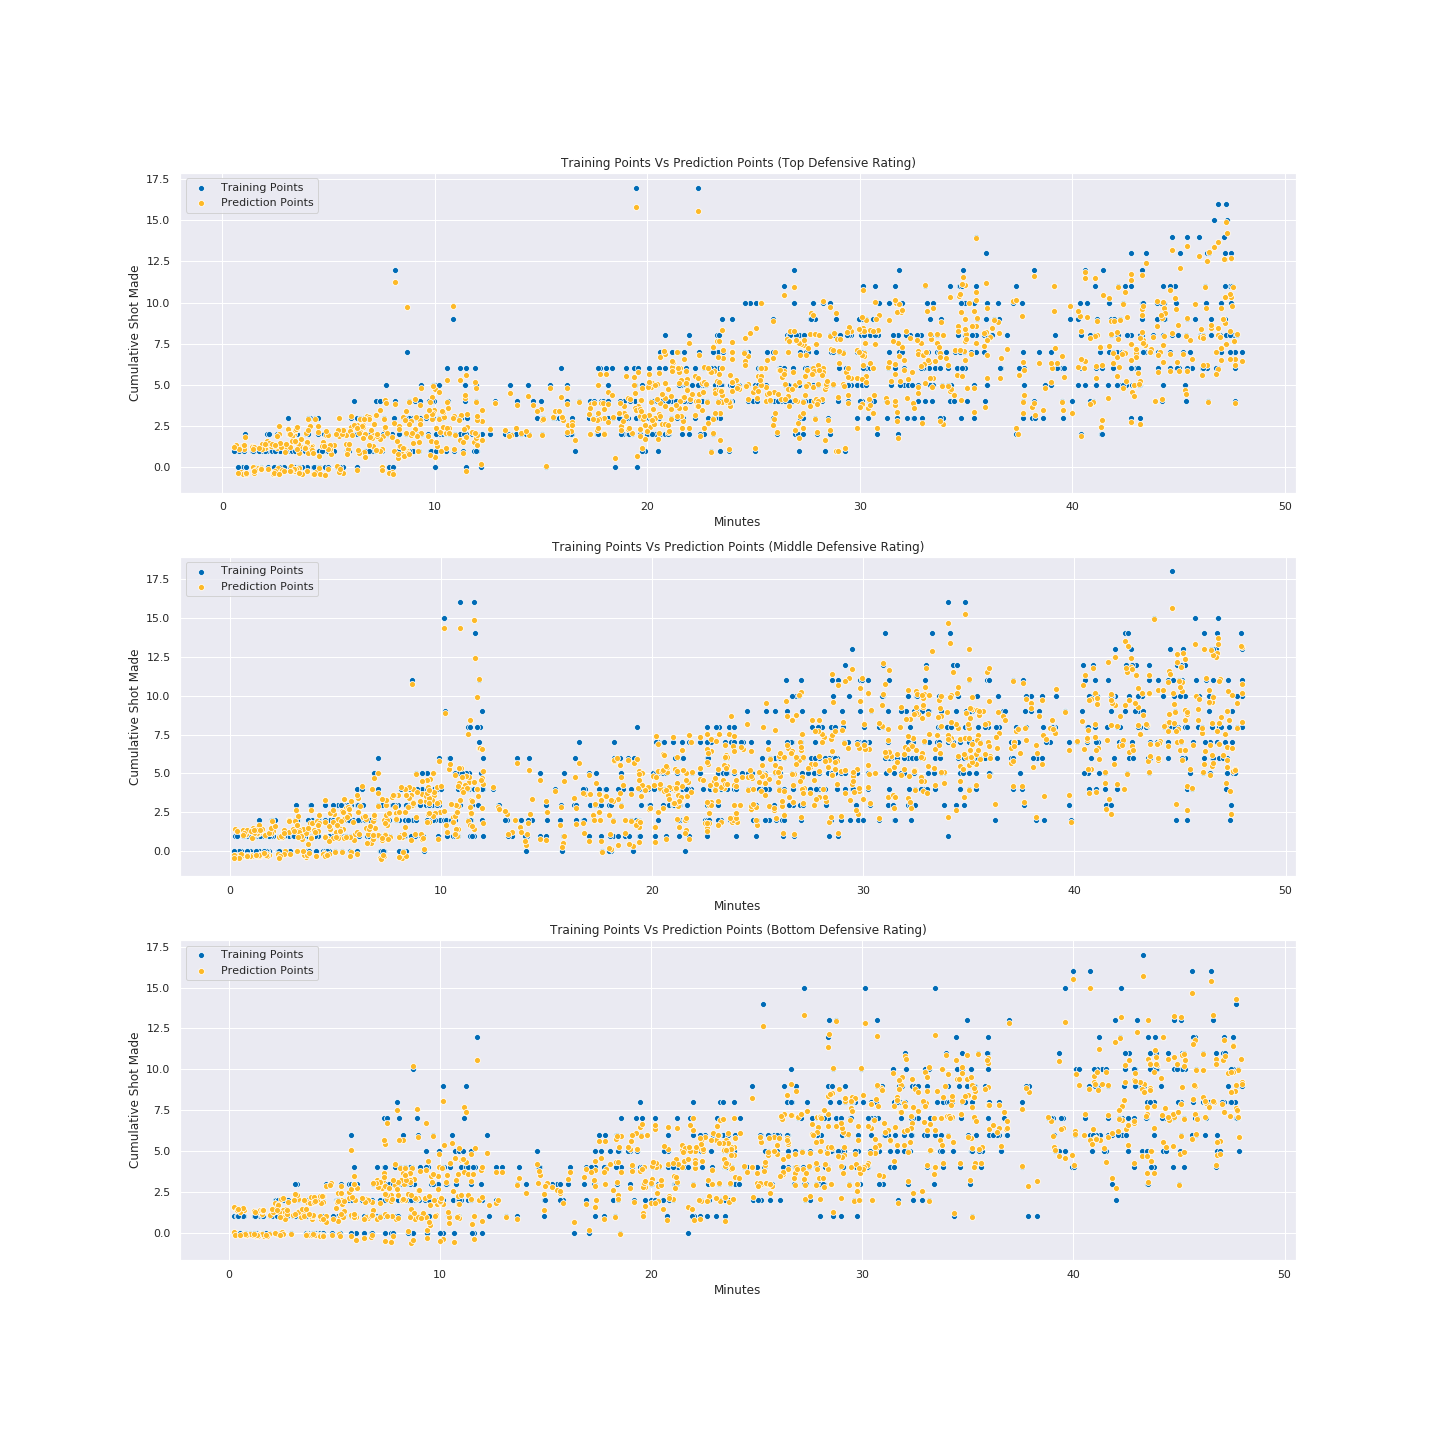 Training Points Vs Prediction Points (Top Defensive Rating)
17.5
15.0
12.5
10.0
7.5
5.0
2.5
0.0
Cumulative Shot Made
Training Points
Prediction Points
0 10 20 30 40 50
Minutes
Training Points Vs Prediction Points (Middle Defensive Rating)
17.5
15.0
12.5
10.0
7.5
5.0
2.5
0.0
Cumulative Shot Made
Training Points
Prediction Points
0 10 20 30 40 50
Minutes
Training Points Vs Prediction Points (Bottom Defensive Rating)
17.5
15.0
12.5
10.0
7.5
5.0
2.5
0.0
Cumulative Shot Made
Training Points
Prediction Points
0 10 20 30 40 50
Minutes